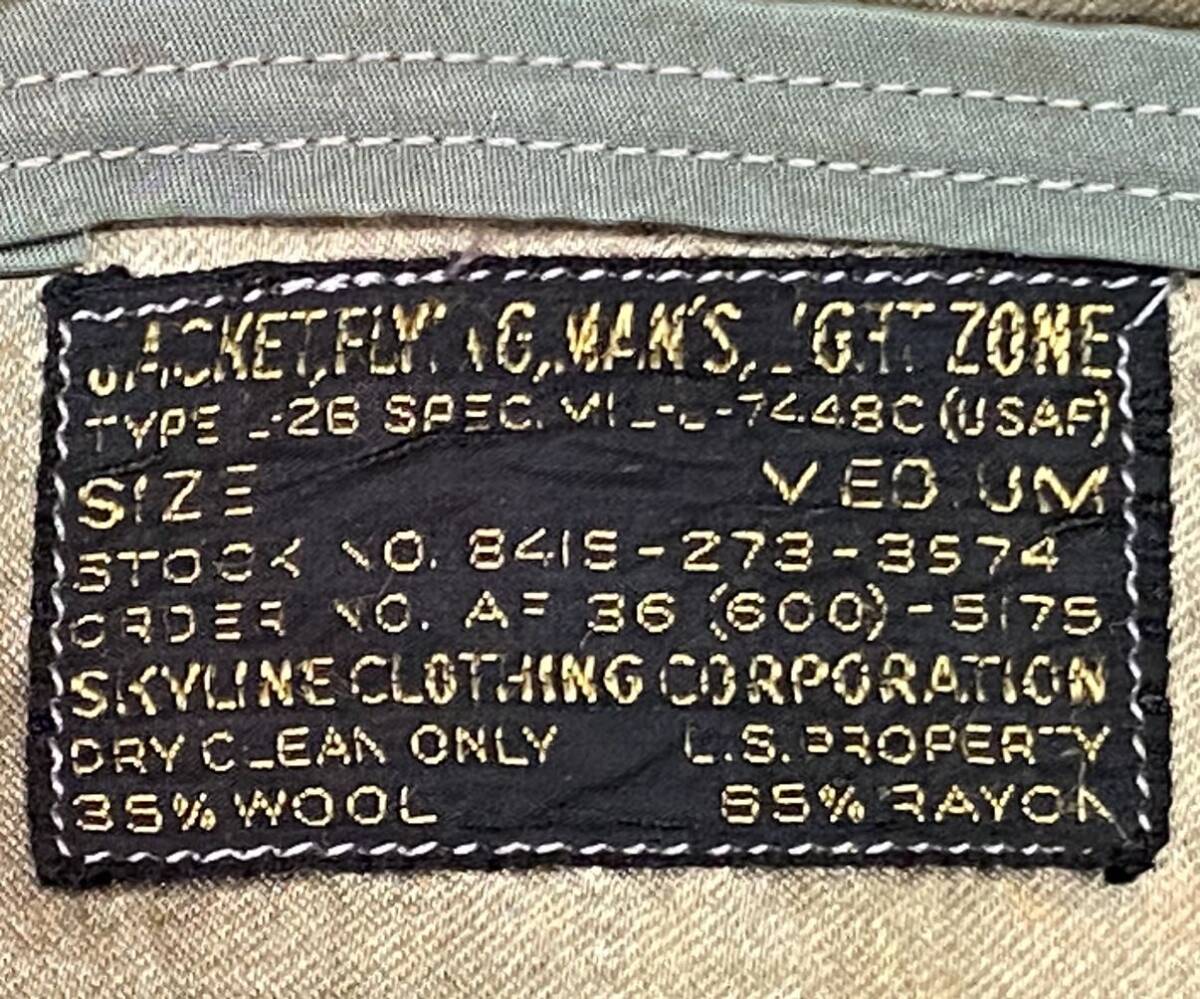 JACKET, FLYING, MAN'S, LIGHT ZONE
TYPE L-2B SPEC. MIL-J-7448C (USAF)
SIZE MEDIUM
STOCK NO. 8415-273-3574
ORDER NO. AF 36 (600)-5175
SKYLINE CLOTHING CORPORATION
DRY CLEAN ONLY U.S. PROPERTY
35% WOOL 65% RAYON